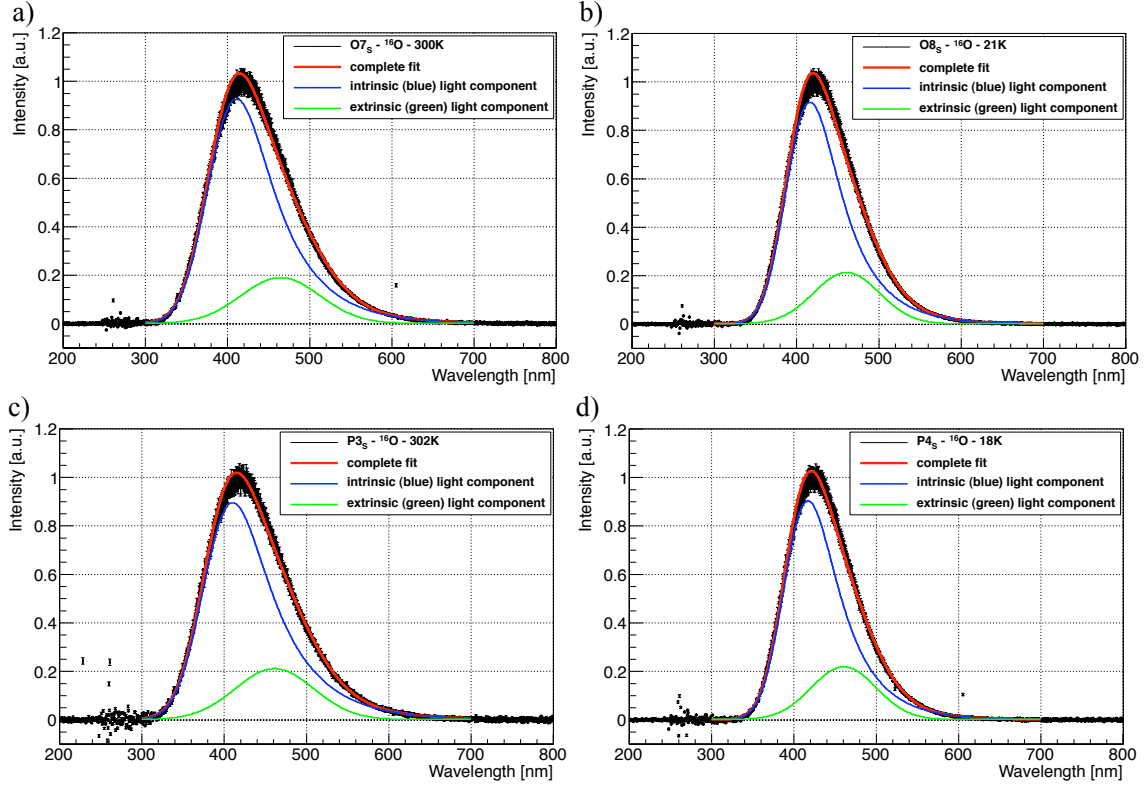 a)
Intensity [a.u.]
1.2
1
0.8
0.6
0.4
0.2
0
O7S - 16O - 300K
complete fit
intrinsic (blue) light component
extrinsic (green) light component
200 300 400 500 600 700 800
Wavelength [nm]
b)
Intensity [a.u.]
1.2
1
0.8
0.6
0.4
0.2
0
O8S - 16O - 21K
complete fit
intrinsic (blue) light component
extrinsic (green) light component
200 300 400 500 600 700 800
Wavelength [nm]
c)
Intensity [a.u.]
1.2
1
0.8
0.6
0.4
0.2
0
P3S - 16O - 302K
complete fit
intrinsic (blue) light component
extrinsic (green) light component
200 300 400 500 600 700 800
Wavelength [nm]
d)
Intensity [a.u.]
1.2
1
0.8
0.6
0.4
0.2
0
P4S - 16O - 18K
complete fit
intrinsic (blue) light component
extrinsic (green) light component
200 300 400 500 600 700 800
Wavelength [nm]